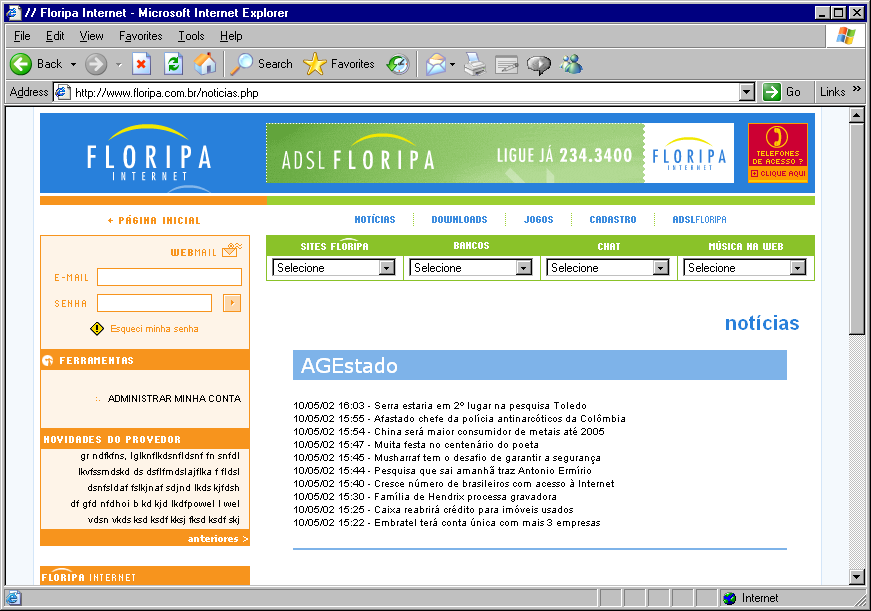 // Floripa Internet - Microsoft Internet Explorer
File Edit View Favorites Tools Help
Back Search Favorites
Address http://www.floripa.com.br/noticias.php Go Links »
FLORIPA
INTERNET
ADSL FLORIPA
LIGUE JÁ 234.3400
FLORIPA
INTERNET
TELEFONES
DE ACESSO ?
CLIQUE AQUI
PÁGINA INICIAL
NOTÍCIAS DOWNLOADS JOGOS CADASTRO ADSLFLORIPA
WEBMAIL
E-MAIL
SENHA
Esqueci minha senha
FERRAMENTAS
:. ADMINISTRAR MINHA CONTA
NOVIDADES DO PROVEDOR
gr ndfkfns, lglknflkdsnfldsnf fn snfdl
lkvfssmdskd ds dsflfmdslajflka f fldsl
dsnfsldaf fslkjnaf sdjnd lkds kjfdsh
df gfd nfdhoi b kd kjd lkdfpowel l wel
vdsn vkds ksd ksdf kksj fksd ksdf skj
anteriores >
FLORIPA INTERNET
SITES FLORIPA BANCOS CHAT MÚSICA NA WEB
Selecione Selecione Selecione Selecione
notícias
AGEstado
10/05/02 16:03 - Serra estaria em 2º lugar na pesquisa Toledo
10/05/02 15:55 - Afastado chefe da polícia antinarcóticos da Colômbia
10/05/02 15:54 - China será maior consumidor de metais até 2005
10/05/02 15:47 - Muita festa no centenário do poeta
10/05/02 15:45 - Musharraf tem o desafio de garantir a segurança
10/05/02 15:44 - Pesquisa que sai amanhã traz Antonio Ermírio
10/05/02 15:40 - Cresce número de brasileiros com acesso à Internet
10/05/02 15:30 - Família de Hendrix processa gravadora
10/05/02 15:25 - Caixa reabrirá crédito para imóveis usados
10/05/02 15:22 - Embratel terá conta única com mais 3 empresas
Internet